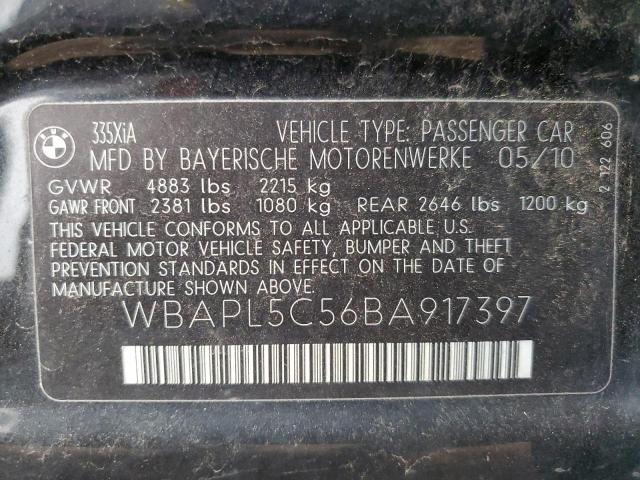 BMW
335XiA VEHICLE TYPE: PASSENGER CAR
MFD BY BAYERISCHE MOTORENWERKE 05/10
GVWR 4883 lbs 2215 kg
GAWR FRONT 2381 lbs 1080 kg REAR 2646 lbs 1200 kg
THIS VEHICLE CONFORMS TO ALL APPLICABLE U.S.
FEDERAL MOTOR VEHICLE SAFETY, BUMPER AND THEFT
PREVENTION STANDARDS IN EFFECT ON THE DATE OF
MANUFACTURE SHOWN ABOVE.
WBAPL5C56BA917397
2 122 606